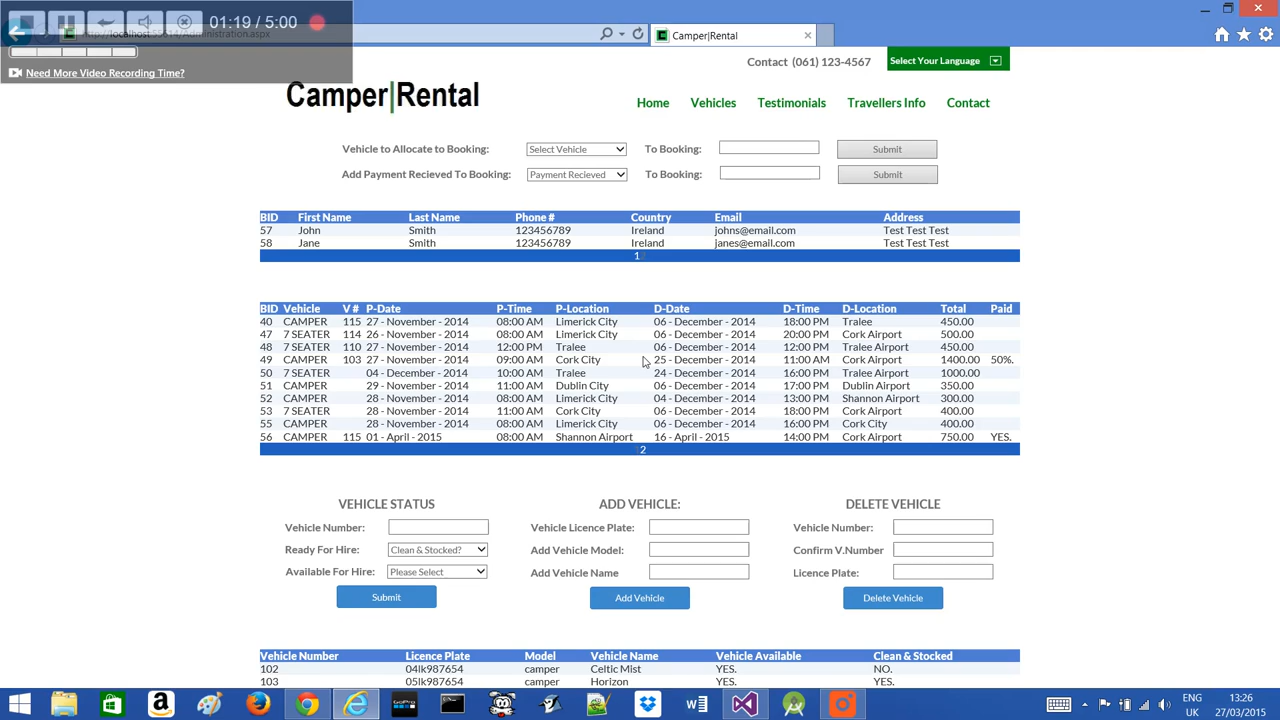 01:19 / 5:00
http://localhost:55614/Administration.aspx
Need More Video Recording Time?
Camper|Rental
Contact (061) 123-4567
Select Your Language
Camper|Rental
Home Vehicles Testimonials Travellers Info Contact
Vehicle to Allocate to Booking: Select Vehicle To Booking: Submit
Add Payment Recieved To Booking: Payment Recieved To Booking: Submit
BID First Name Last Name Phone # Country Email Address
57 John Smith 123456789 Ireland johns@email.com Test Test Test
58 Jane Smith 123456789 Ireland janes@email.com Test Test Test
1
BID Vehicle V # P-Date P-Time P-Location D-Date D-Time D-Location Total Paid
40 CAMPER 115 27 - November - 2014 08:00 AM Limerick City 06 - December - 2014 18:00 PM Tralee 450.00
47 7 SEATER 114 26 - November - 2014 08:00 AM Limerick City 06 - December - 2014 20:00 PM Cork Airport 500.00
48 7 SEATER 110 27 - November - 2014 12:00 PM Tralee 06 - December - 2014 12:00 PM Tralee Airport 450.00
49 CAMPER 103 27 - November - 2014 09:00 AM Cork City 25 - December - 2014 11:00 AM Cork Airport 1400.00 50%.
50 7 SEATER 04 - December - 2014 10:00 AM Tralee 24 - December - 2014 16:00 PM Tralee Airport 1000.00
51 CAMPER 29 - November - 2014 11:00 AM Dublin City 06 - December - 2014 17:00 PM Dublin Airport 350.00
52 CAMPER 28 - November - 2014 08:00 AM Limerick City 04 - December - 2014 13:00 PM Shannon Airport 300.00
53 7 SEATER 28 - November - 2014 11:00 AM Cork City 06 - December - 2014 18:00 PM Cork Airport 400.00
55 CAMPER 28 - November - 2014 08:00 AM Limerick City 06 - December - 2014 16:00 PM Cork City 400.00
56 CAMPER 115 01 - April - 2015 08:00 AM Shannon Airport 16 - April - 2015 14:00 PM Cork Airport 750.00 YES.
2
VEHICLE STATUS ADD VEHICLE: DELETE VEHICLE
Vehicle Number: Vehicle Licence Plate: Vehicle Number:
Ready For Hire: Clean & Stocked? Add Vehicle Model: Confirm V.Number
Available For Hire: Please Select Add Vehicle Name Licence Plate:
Submit Add Vehicle Delete Vehicle
Vehicle Number Licence Plate Model Vehicle Name Vehicle Available Clean & Stocked
102 04lk987654 camper Celtic Mist YES. NO.
103 05lk987654 camper Horizon YES. YES.
ENG 13:26
UK 27/03/2015